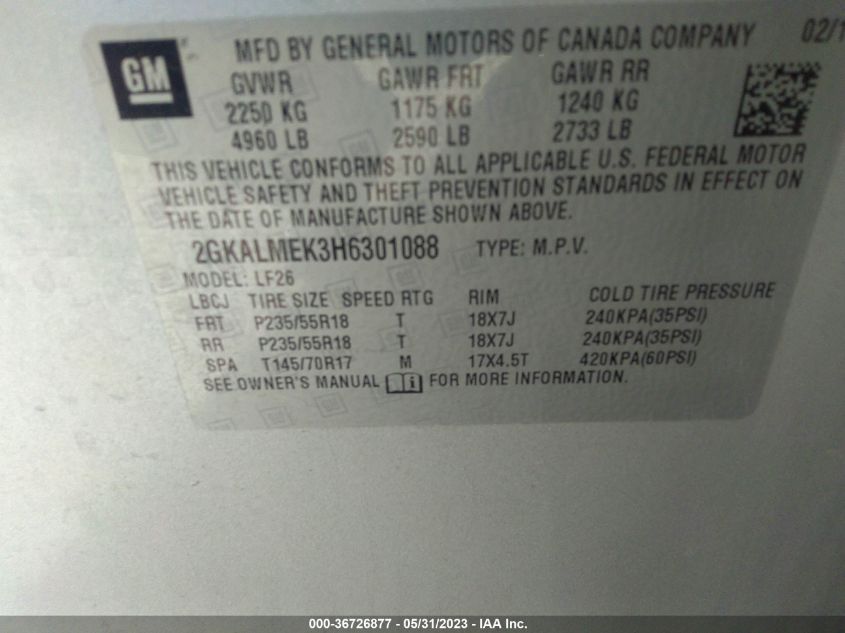 GM
MFD BY GENERAL MOTORS OF CANADA COMPANY 02/1
GVWR GAWR FRT GAWR RR
2250 KG 1175 KG 1240 KG
4960 LB 2590 LB 2733 LB
THIS VEHICLE CONFORMS TO ALL APPLICABLE U.S. FEDERAL MOTOR
VEHICLE SAFETY AND THEFT PREVENTION STANDARDS IN EFFECT ON
THE DATE OF MANUFACTURE SHOWN ABOVE.
2GKALMEK3H6301088 TYPE: M.P.V.
MODEL: LF26
LBCJ TIRE SIZE SPEED RTG RIM COLD TIRE PRESSURE
FRT P235/55R18 T 18X7J 240KPA(35PSI)
RR P235/55R18 T 18X7J 240KPA(35PSI)
SPA T145/70R17 M 17X4.5T 420KPA(60PSI)
SEE OWNER'S MANUAL i FOR MORE INFORMATION.
000-36726877 - 05/31/2023 - IAA Inc.